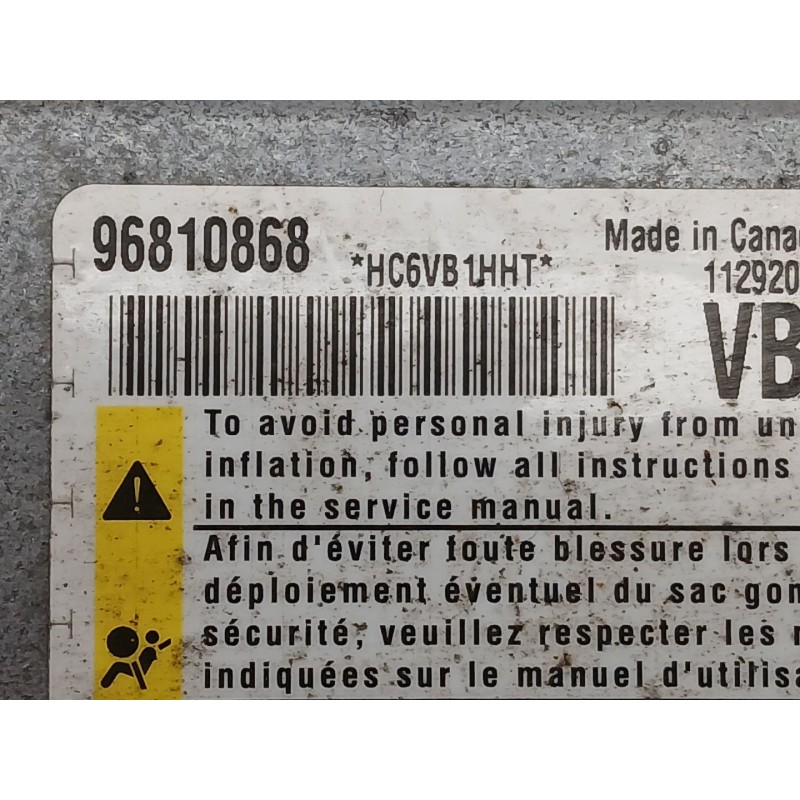 96810868
*HC6VB1HHT*
Made in Cana
112920
VB
To avoid personal injury from un
inflation, follow all instructions
in the service manual.
Afin d'éviter toute blessure lors
déploiement éventuel du sac gon
sécurité, veuillez respecter les
indiquées sur le manuel d'utilisa